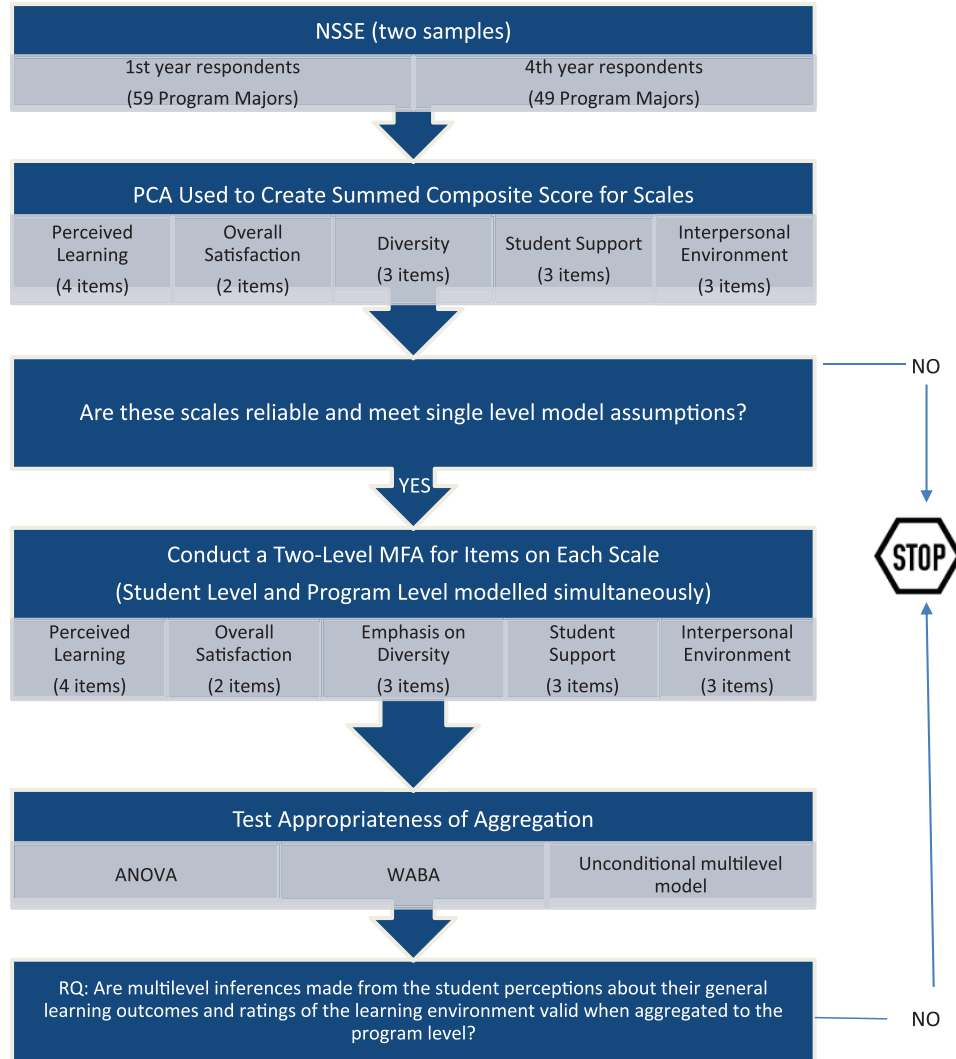 NSSE (two samples)
1st year respondents
(59 Program Majors)
4th year respondents
(49 Program Majors)
PCA Used to Create Summed Composite Score for Scales
Perceived
Learning
(4 items)
Overall
Satisfaction
(2 items)
Diversity
(3 items)
Student Support
(3 items)
Interpersonal
Environment
(3 items)
Are these scales reliable and meet single level model assumptions?
NO
YES
STOP
Conduct a Two-Level MFA for Items on Each Scale
(Student Level and Program Level modelled simultaneously)
Perceived
Learning
(4 items)
Overall
Satisfaction
(2 items)
Emphasis on
Diversity
(3 items)
Student
Support
(3 items)
Interpersonal
Environment
(3 items)
Test Appropriateness of Aggregation
ANOVA
WABA
Unconditional multilevel
model
RQ: Are multilevel inferences made from the student perceptions about their general
learning outcomes and ratings of the learning environment valid when aggregated to the
program level?
NO